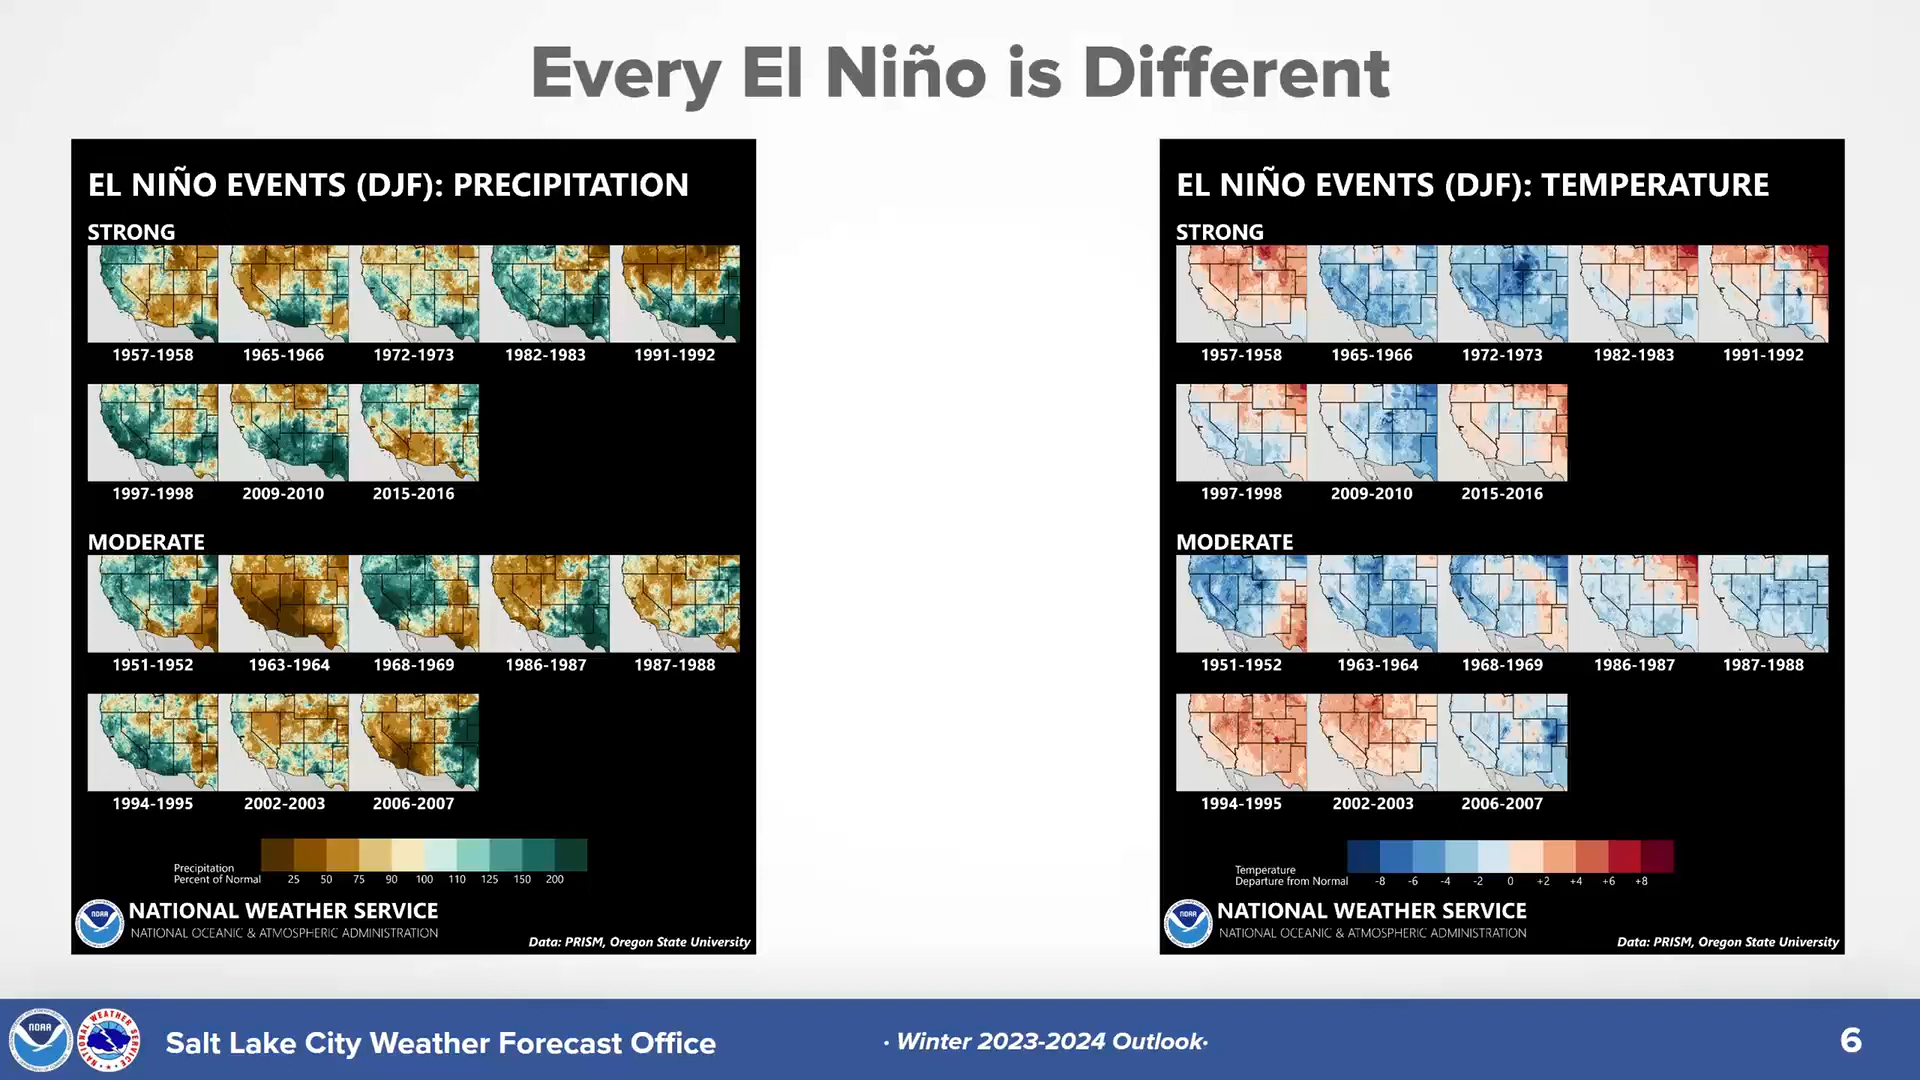 Every El Niño is Different
EL NIÑO EVENTS (DJF): PRECIPITATION
STRONG
1957-1958 1965-1966 1972-1973 1982-1983 1991-1992
1997-1998 2009-2010 2015-2016
MODERATE
1951-1952 1963-1964 1968-1969 1986-1987 1987-1988
1994-1995 2002-2003 2006-2007
Precipitation
Percent of Normal 25 50 75 90 100 110 125 150 200
NOAA
NATIONAL WEATHER SERVICE
NATIONAL OCEANIC & ATMOSPHERIC ADMINISTRATION
Data: PRISM, Oregon State University
EL NIÑO EVENTS (DJF): TEMPERATURE
STRONG
1957-1958 1965-1966 1972-1973 1982-1983 1991-1992
1997-1998 2009-2010 2015-2016
MODERATE
1951-1952 1963-1964 1968-1969 1986-1987 1987-1988
1994-1995 2002-2003 2006-2007
Temperature
Departure from Normal -8 -6 -4 -2 0 +2 +4 +6 +8
NOAA
NATIONAL WEATHER SERVICE
NATIONAL OCEANIC & ATMOSPHERIC ADMINISTRATION
Data: PRISM, Oregon State University
NOAA
NATIONAL WEATHER SERVICE
Salt Lake City Weather Forecast Office
· Winter 2023-2024 Outlook·
6